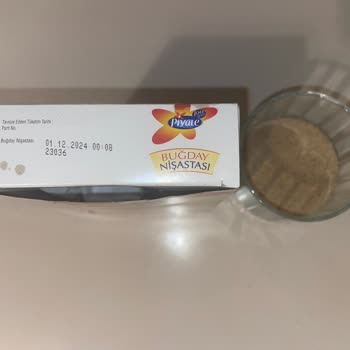 Tavsiye Edilen Tüketim Tarihi
Parti No.
Buğday Nişastası:
01.12.2024 00:08
23036
Piyale
BUĞDAY
NİŞASTASI